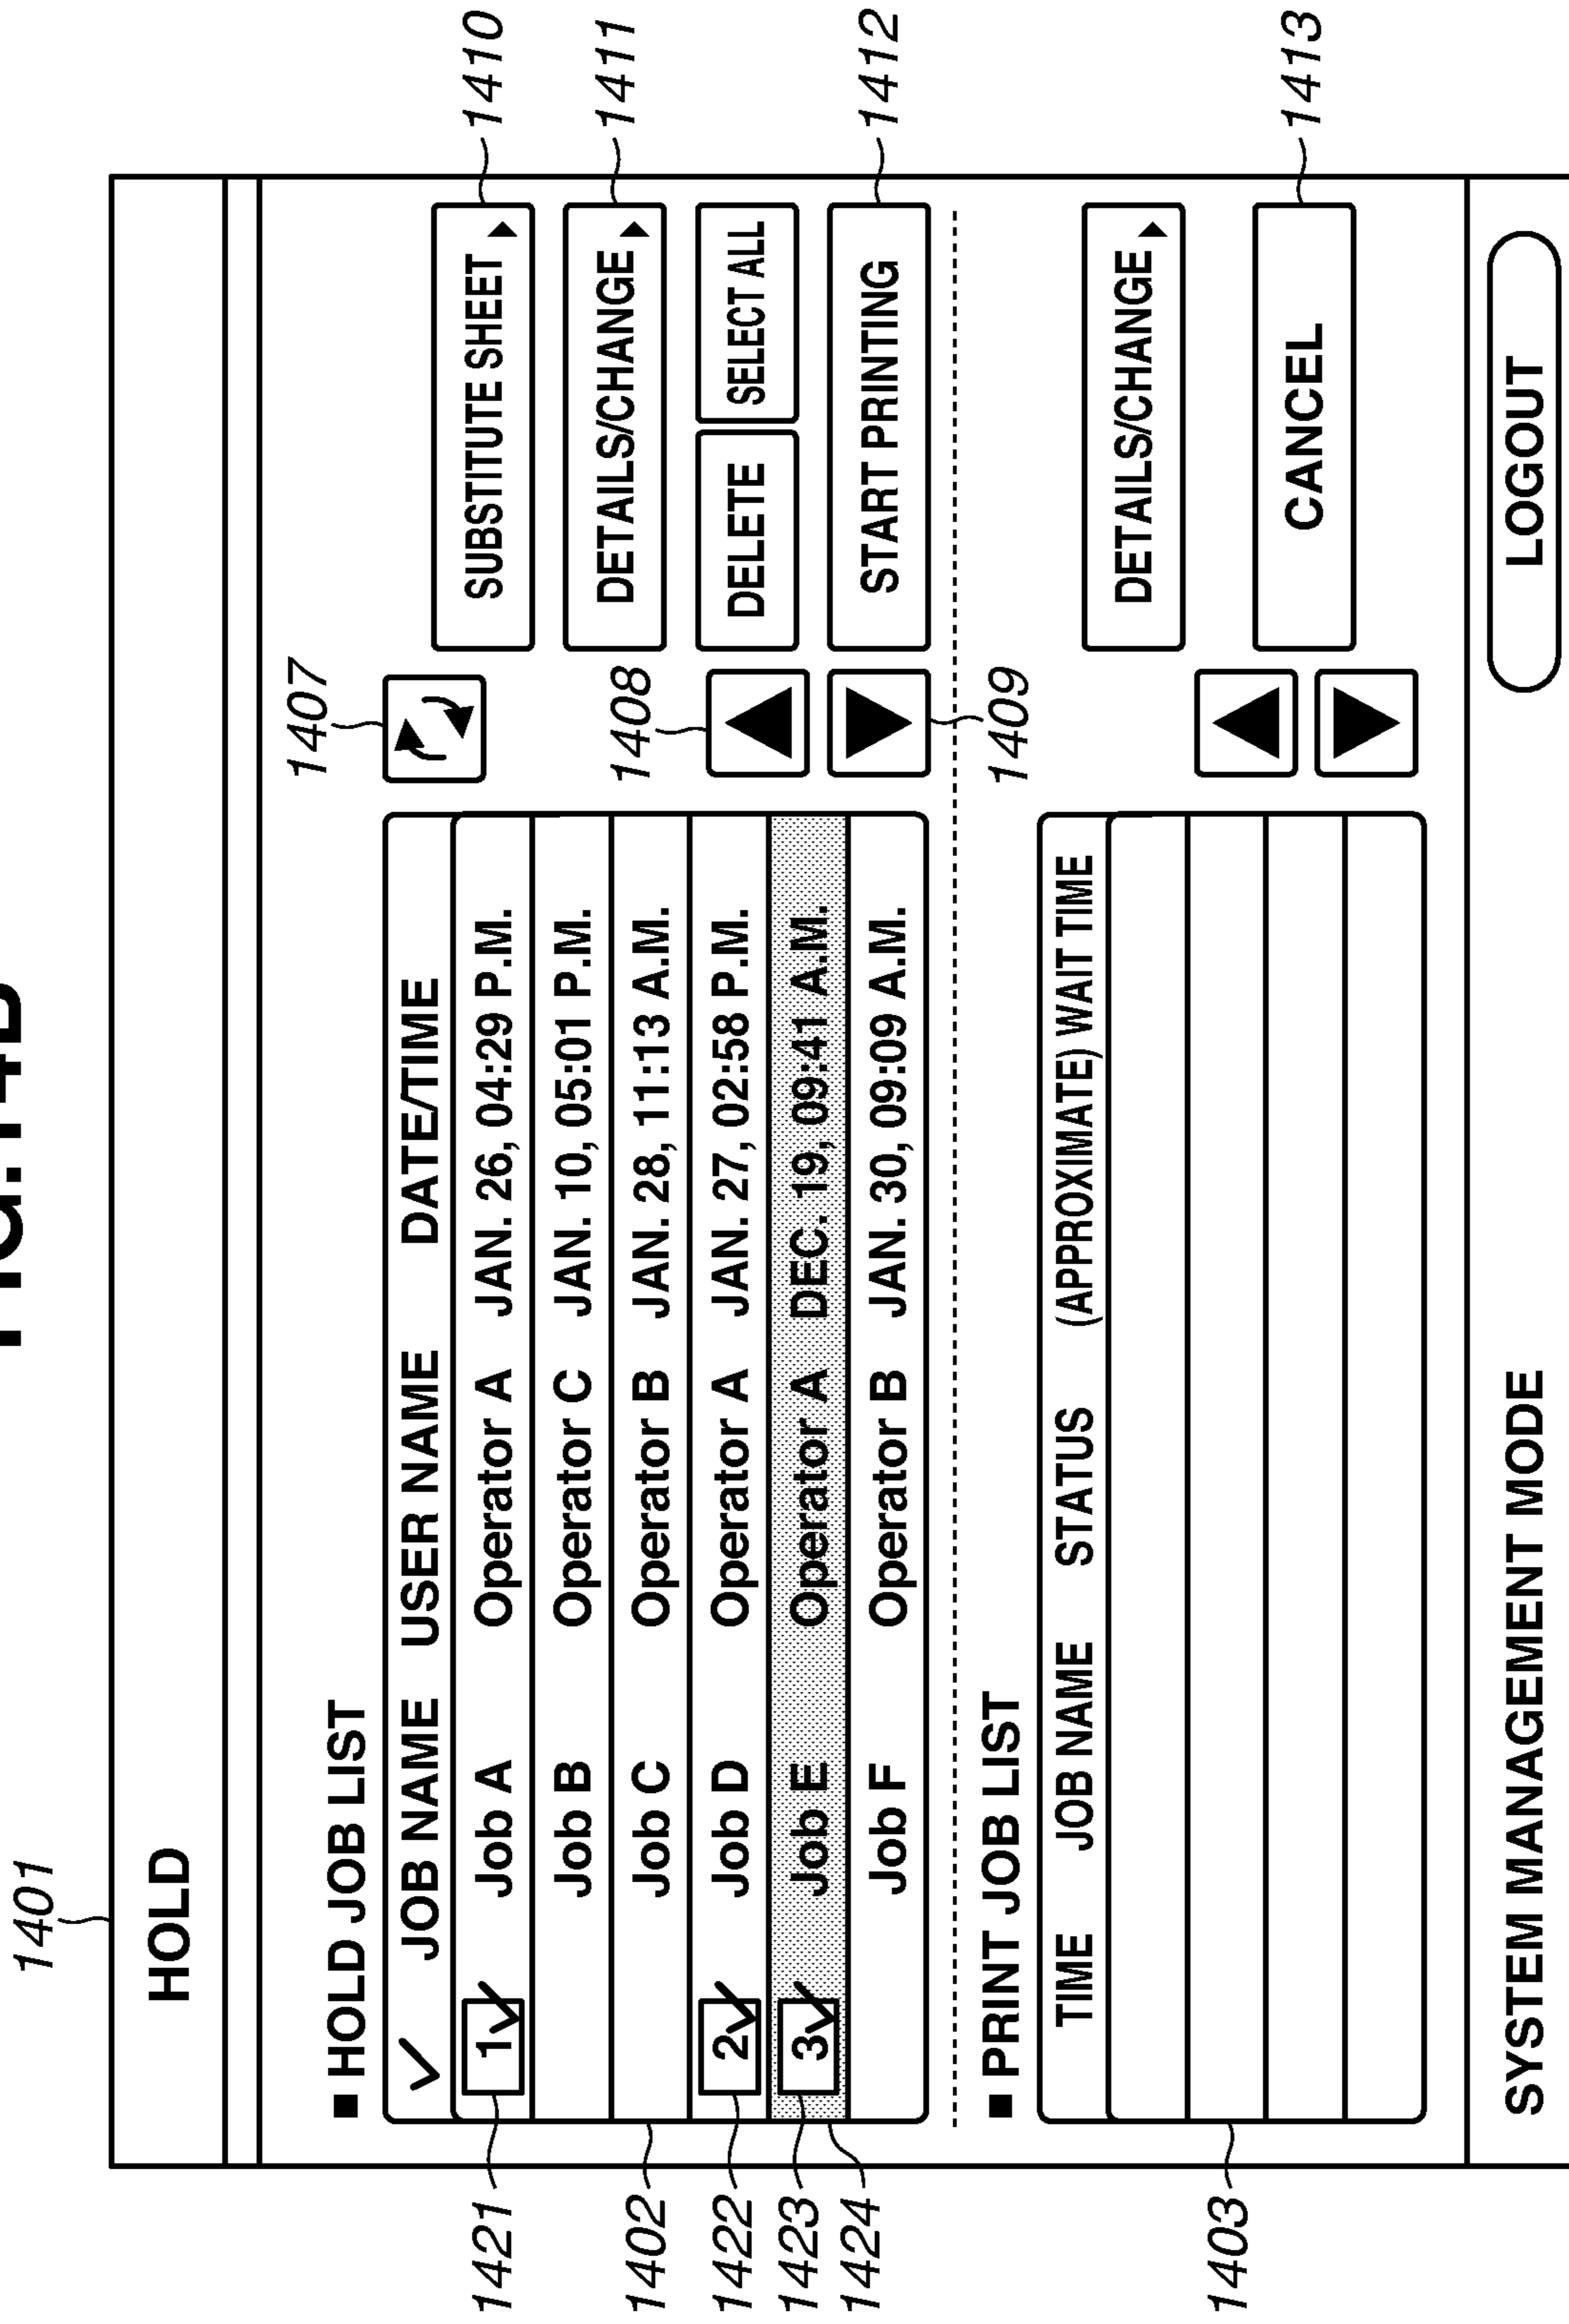 FIG.14B
1401
HOLD
■ HOLD JOB LIST
1407
✓ JOB NAME USER NAME DATE/TIME
1421 1✓ Job A Operator A JAN. 26, 04:29 P.M. SUBSTITUTE SHEET 1410
Job B Operator C JAN. 10, 05:01 P.M.
1402 Job C Operator B JAN. 28, 11:13 A.M. 1408 DETAILS/CHANGE 1411
1422 2✓ Job D Operator A JAN. 27, 02:58 P.M. DELETE SELECT ALL
1423 3✓ Job E Operator A DEC. 19, 09:41 A.M.
1424
Job F Operator B JAN. 30, 09:09 A.M. START PRINTING 1412
■ PRINT JOB LIST 1409
TIME JOB NAME STATUS (APPROXIMATE) WAIT TIME
DETAILS/CHANGE
1403
CANCEL 1413
SYSTEM MANAGEMENT MODE LOGOUT